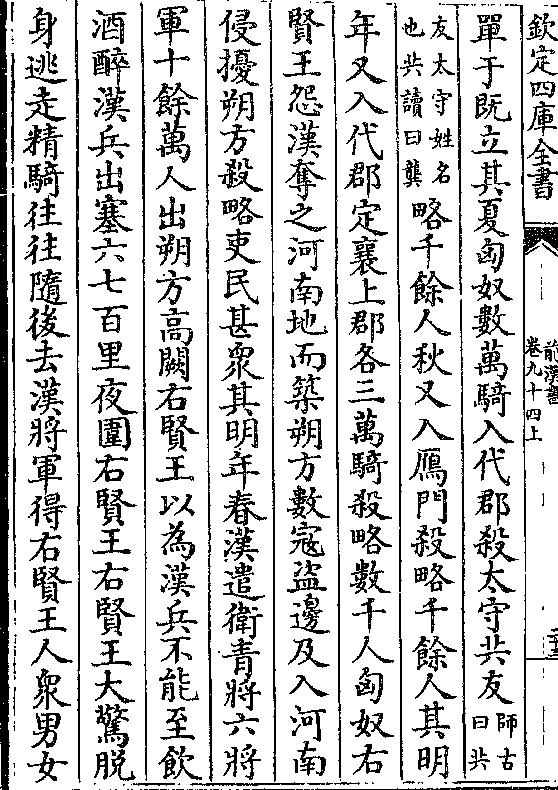 欽定四庫全書
前漢書
卷九十四上
單于既立其夏匈奴數萬騎入代郡殺太守共友師古曰共
友太守姓名也共讀曰龔略千餘人秋又入鴈門殺略千餘人其明
年又入代郡定襄上郡各三萬騎殺略數千人匈奴右
賢王怨漢奪之河南地而築朔方數寇盜邊及入河南
侵擾朔方殺略吏民甚衆其明年春漢遣衛青將六將
軍十餘萬人出朔方高闕右賢王以為漢兵不能至飲
酒醉漢兵出塞六七百里夜圍右賢王右賢王大驚脫
身逃走精騎往往隨後去漢將軍得右賢王人衆男女